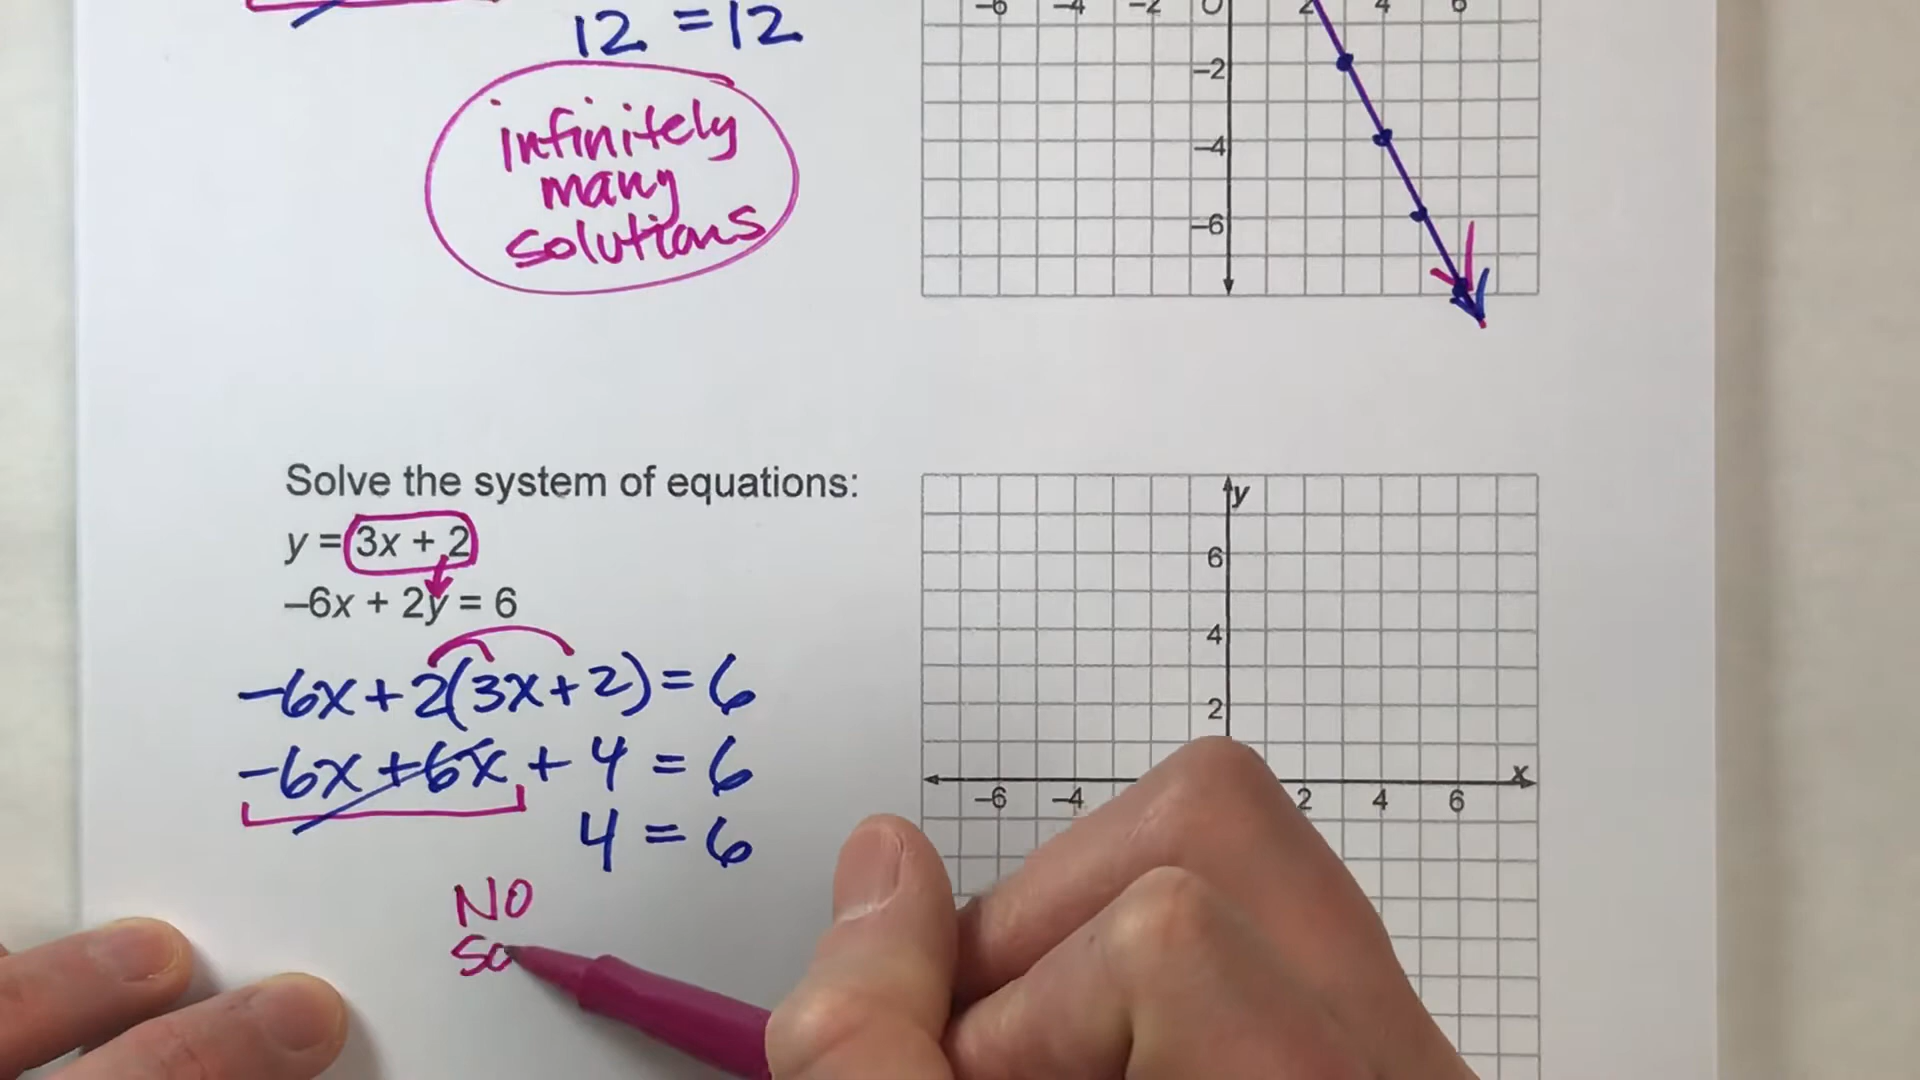 12 = 12
infinitely
many
solutions
–6 –4 –2 O 2 4 6
–2
–4
–6
Solve the system of equations:
y = 3x + 2
–6x + 2y = 6
-6x+2(3x+2)=6
-6x+6x+4=6
4=6
NO
So
y
6
4
2
x
–6 –4 2 4 6